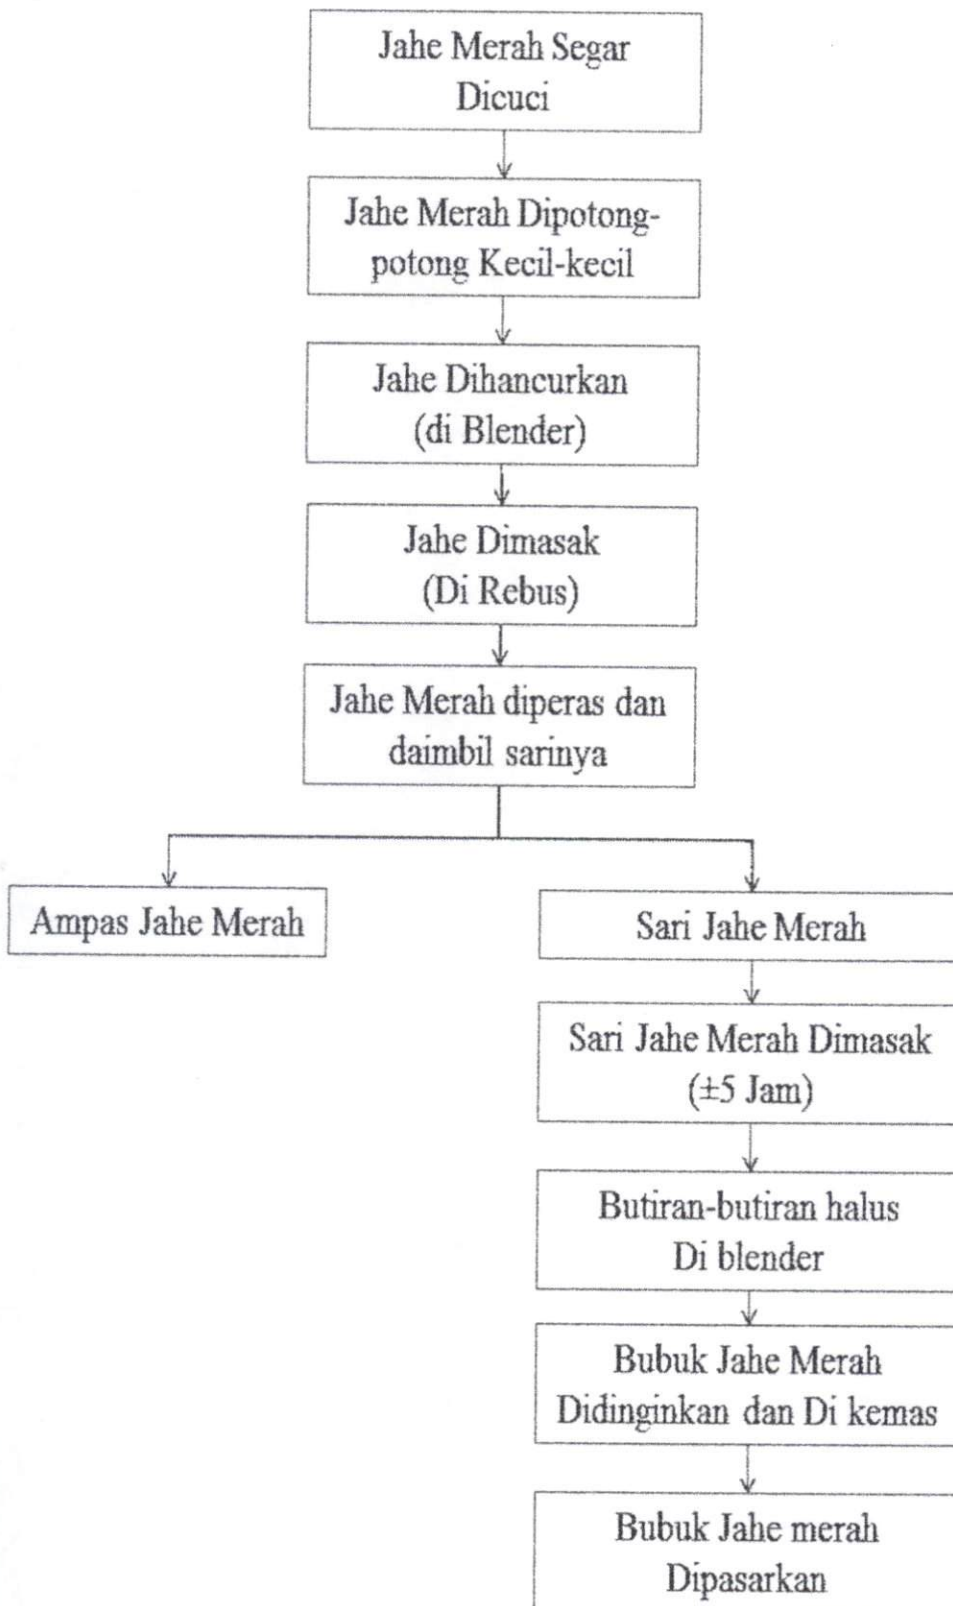 Jahe Merah Segar
Dicuci
Jahe Merah Dipotong-
potong Kecil-kecil
Jahe Dihancurkan
(di Blender)
Jahe Dimasak
(Di Rebus)
Jahe Merah diperas dan
daimbil sarinya
Ampas Jahe Merah
Sari Jahe Merah
Sari Jahe Merah Dimasak
(±5 Jam)
Butiran-butiran halus
Di blender
Bubuk Jahe Merah
Didinginkan dan Di kemas
Bubuk Jahe merah
Dipasarkan